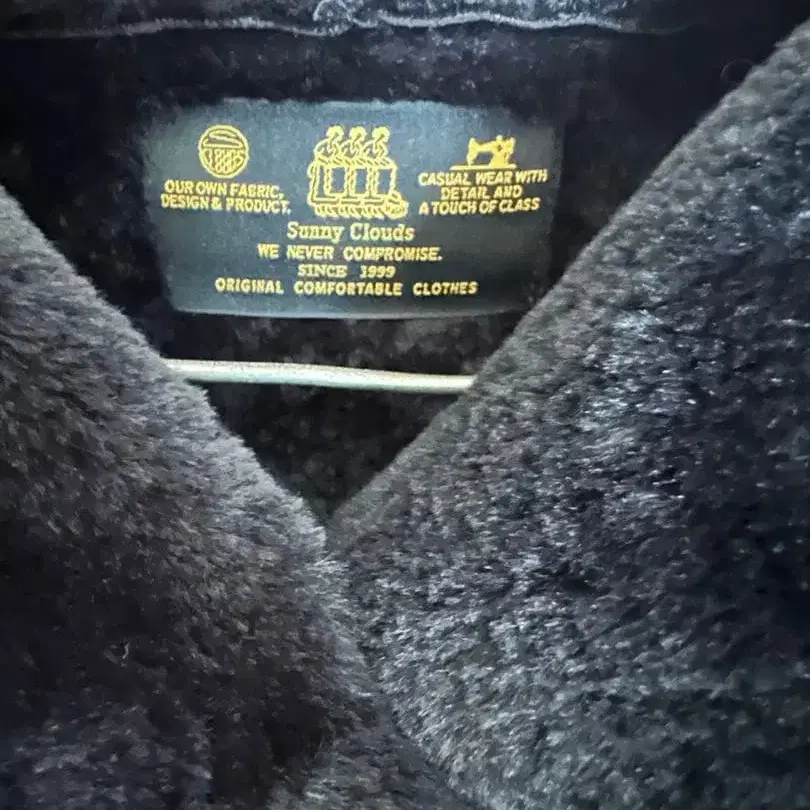 OUR OWN FABRIC,
DESIGN & PRODUCT.
CASUAL WEAR WITH
DETAIL AND
A TOUCH OF CLASS
Sunny Clouds
WE NEVER COMPROMISE.
SINCE 1999
ORIGINAL COMFORTABLE CLOTHES